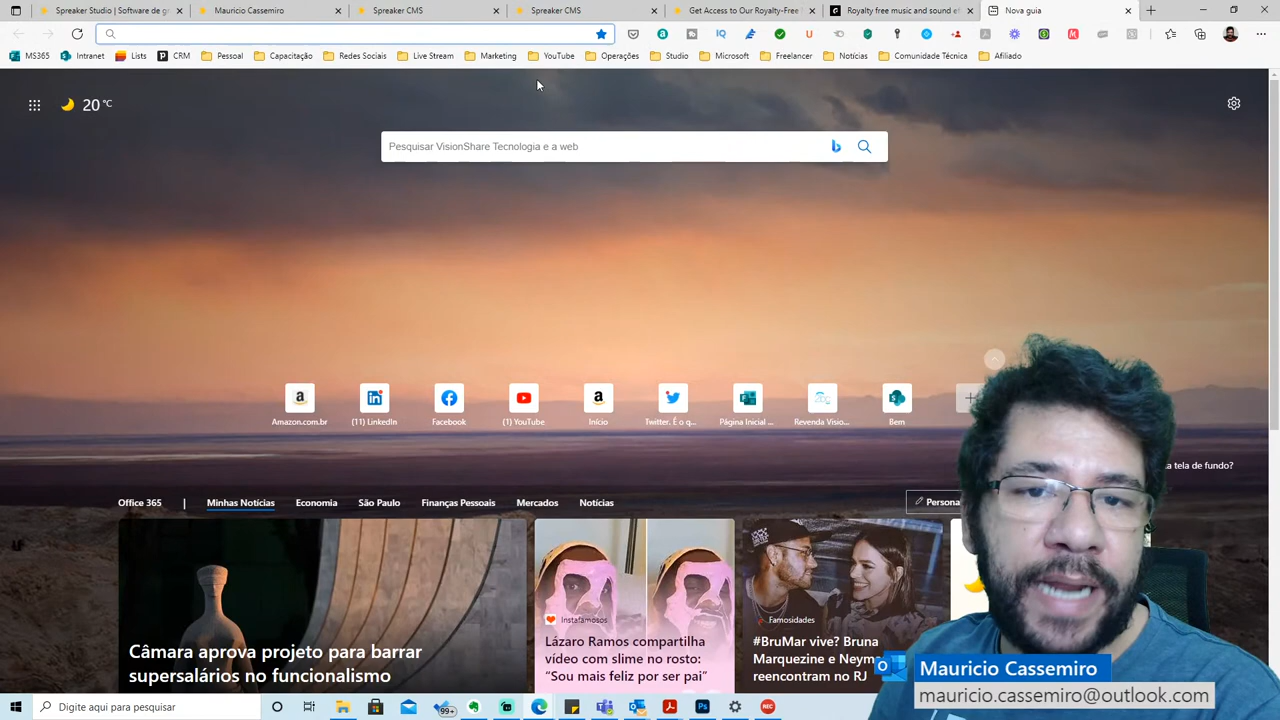 Spreaker Studio | Software de gr
Mauricio Cassemiro
Spreaker CMS
Spreaker CMS
Get Access to Our Royalty-Free
Royalty free music and sound ef
Nova guia
MS365
Intranet
Lists
CRM
Pessoal
Capacitação
Redes Sociais
Live Stream
Marketing
YouTube
Operações
Studio
Microsoft
Freelancer
Notícias
Comunidade Técnica
Afiliado
20 °C
Pesquisar VisionShare Tecnologia e a web
Amazon.com.br
(11) LinkedIn
Facebook
(1) YouTube
Início
Twitter. É o q...
Página Inicial ...
Revenda Visio...
Bem
a tela de fundo?
Office 365
Minhas Notícias
Economia
São Paulo
Finanças Pessoais
Mercados
Notícias
Persona
Câmara aprova projeto para barrar
supersalários no funcionalismo
Instafamosos
Lázaro Ramos compartilha
vídeo com slime no rosto:
"Sou mais feliz por ser pai"
Famosidades
#BruMar vive? Bruna
Marquezine e Neym
reencontram no RJ
Mauricio Cassemiro
mauricio.cassemiro@outlook.com
Digite aqui para pesquisar
99+
REC